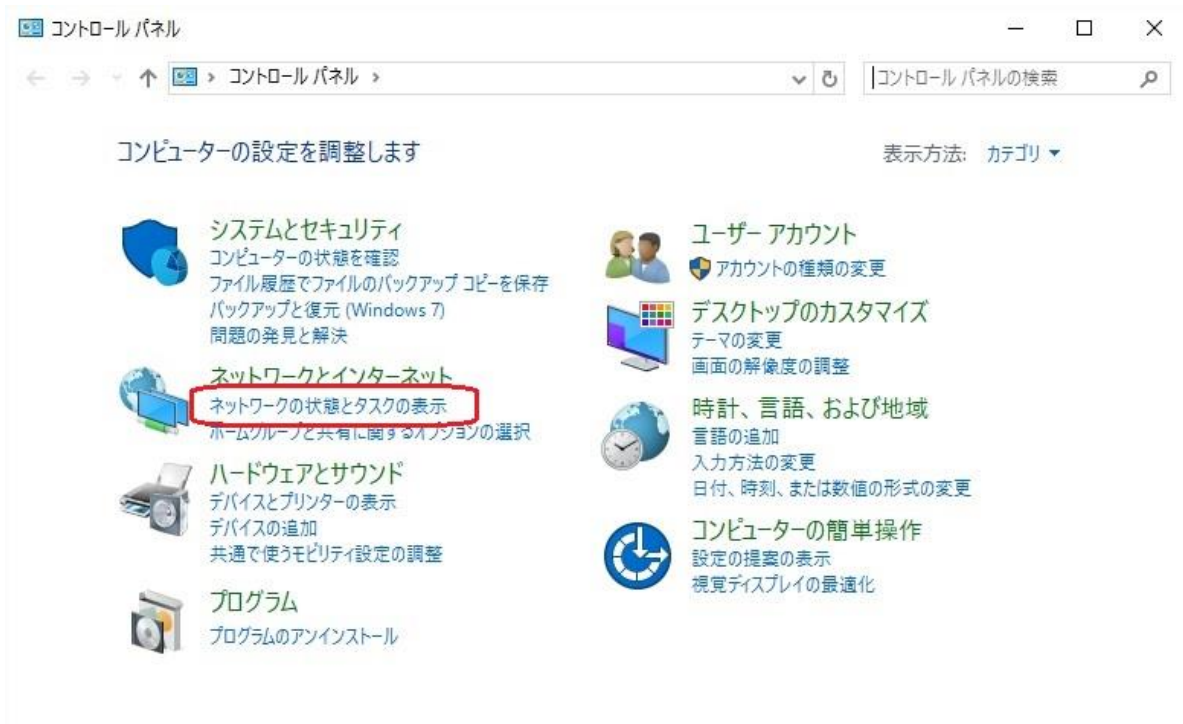 コントロール パネル
コントロール パネル
コントロール パネルの検索
コンピューターの設定を調整します
表示方法: カテゴリ
システムとセキュリティ
コンピューターの状態を確認
ファイル履歴でファイルのバックアップ コピーを保存
バックアップと復元 (Windows 7)
問題の発見と解決
ネットワークとインターネット
ネットワークの状態とタスクの表示
ホームグループと共有に関するオプションの選択
ハードウェアとサウンド
デバイスとプリンターの表示
デバイスの追加
共通で使うモビリティ設定の調整
プログラム
プログラムのアンインストール
ユーザー アカウント
アカウントの種類の変更
デスクトップのカスタマイズ
テーマの変更
画面の解像度の調整
時計、言語、および地域
言語の追加
入力方法の変更
日付、時刻、または数値の形式の変更
コンピューターの簡単操作
設定の提案の表示
視覚ディスプレイの最適化